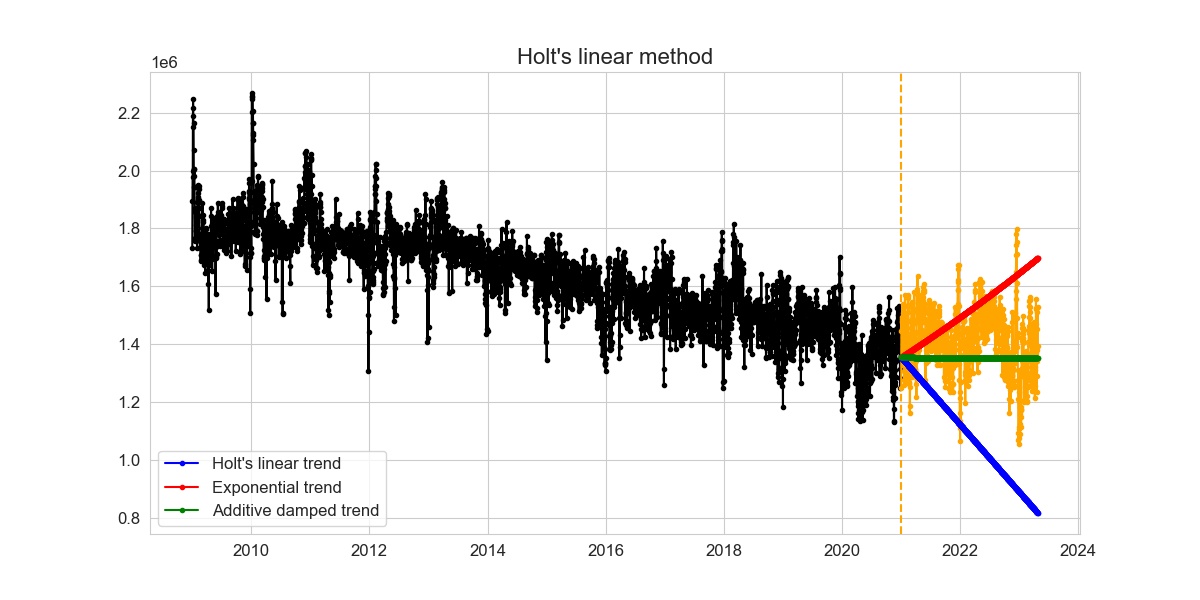 Holt's linear method
1e6
2.2
2.0
1.8
1.6
1.4
1.2
1.0
0.8
Holt's linear trend
Exponential trend
Additive damped trend
2010 2012 2014 2016 2018 2020 2022 2024